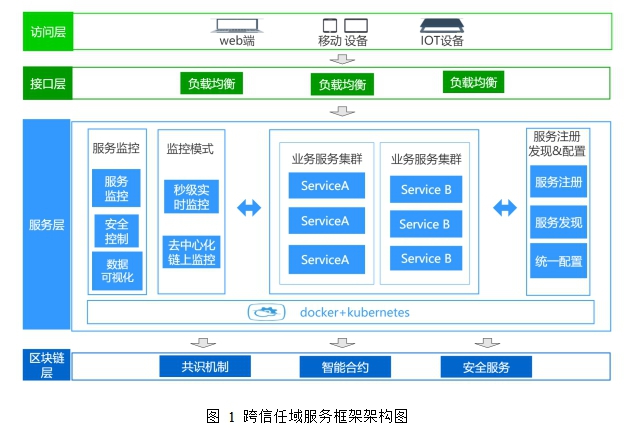 访问层
web端
移动 设备
IOT设备
接口层
负载均衡
负载均衡
负载均衡
服务层
服务监控
服务
监控
安全
控制
数据
可视化
监控模式
秒级实
时监控
去中心化
链上监控
业务服务集群
ServiceA
ServiceA
ServiceA
业务服务集群
Service B
Service B
Service B
服务注册
发现&配置
服务注册
服务发现
统一配置
docker+kubernetes
区块链
层
共识机制
智能合约
安全服务
图 1 跨信任域服务框架架构图